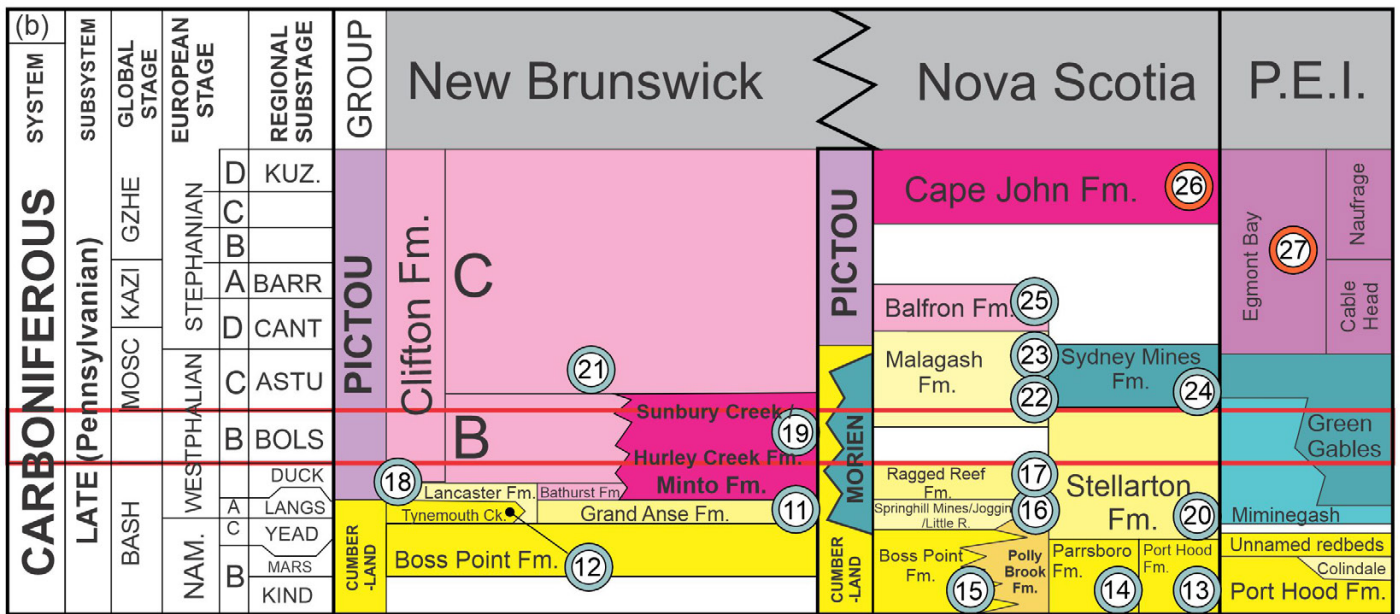 (b)
SYSTEM
SUBSYSTEM
GLOBAL
STAGE
EUROPEAN
STAGE
REGIONAL
SUBSTAGE
GROUP
New Brunswick
Nova Scotia
P.E.I.
CARBONIFEROUS
LATE (Pennsylvanian)
GZHE
KAZI
MOSC
BASH
STEPHANIAN
WESTPHALIAN
NAM.
D
C
B
A
D
C
B
A
C
B
KUZ.
BARR
CANT
ASTU
BOLS
DUCK
LANGS
YEAD
MARS
KIND
PICTOU
CUMBER
-LAND
Clifton Fm.
C
B
21
Sunbury Creek /
19
Hurley Creek Fm.
Minto Fm.
18
Lancaster Fm.
Bathurst Fm.
Tynemouth Ck.
Grand Anse Fm.
11
Boss Point Fm.
12
PICTOU
MORIEN
CUMBER
-LAND
Cape John Fm.
26
Balfron Fm.
25
Malagash
Fm.
23
22
Sydney Mines
Fm.
24
Ragged Reef
Fm.
17
Springhill Mines/Joggin
/Little R.
16
Stellarton
Fm.
20
Boss Point
Fm.
15
Polly
Brook
Fm.
Parrsboro
Fm.
14
Port Hood
Fm.
13
Egmont Bay
27
Naufrage
Cable
Head
Green
Gables
Miminegash
Unnamed redbeds
Colindale
Port Hood Fm.